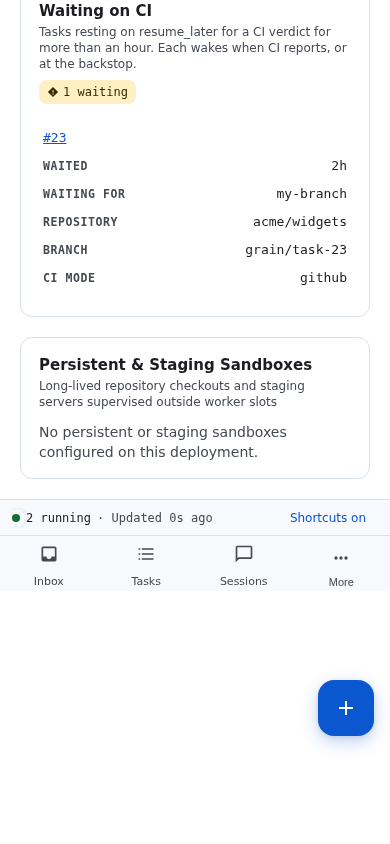 Waiting on CI
Tasks resting on resume_later for a CI verdict for
more than an hour. Each wakes when CI reports, or
at the backstop.
1 waiting
#23
WAITED 2h
WAITING FOR my-branch
REPOSITORY acme/widgets
BRANCH grain/task-23
CI MODE github
Persistent & Staging Sandboxes
Long-lived repository checkouts and staging
servers supervised outside worker slots
No persistent or staging sandboxes
configured on this deployment.
2 running · Updated 0s ago Shortcuts on
Inbox Tasks Sessions More